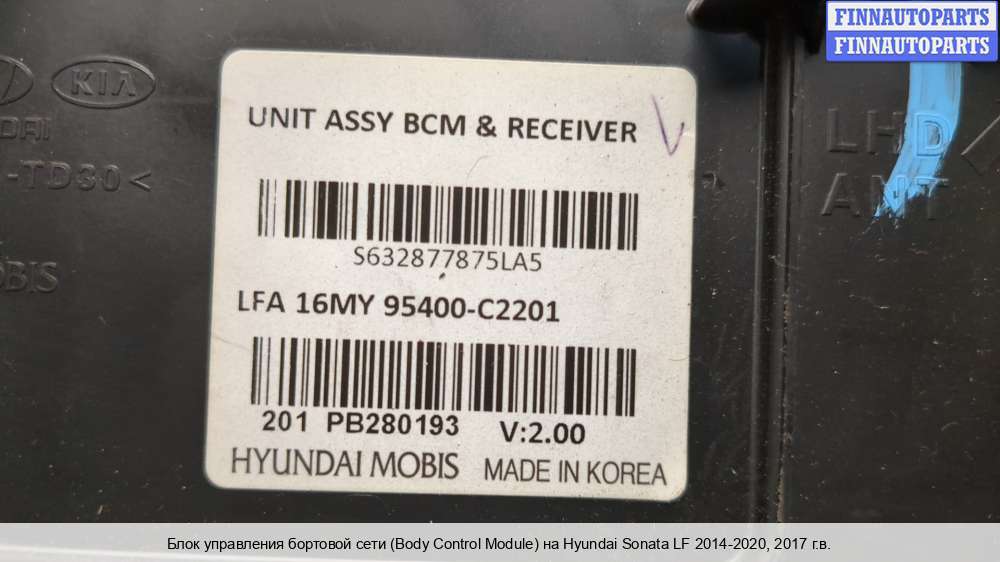 FINNAUTOPARTS
FINNAUTOPARTS
KIA
UNIT ASSY BCM & RECEIVER
S632877875LA5
LFA 16MY 95400-C2201
201 PB280193 V:2.00
HYUNDAI MOBIS MADE IN KOREA
-TD30<
LHD
ANT
Блок управления бортовой сети (Body Control Module) на Hyundai Sonata LF 2014-2020, 2017 г.в.